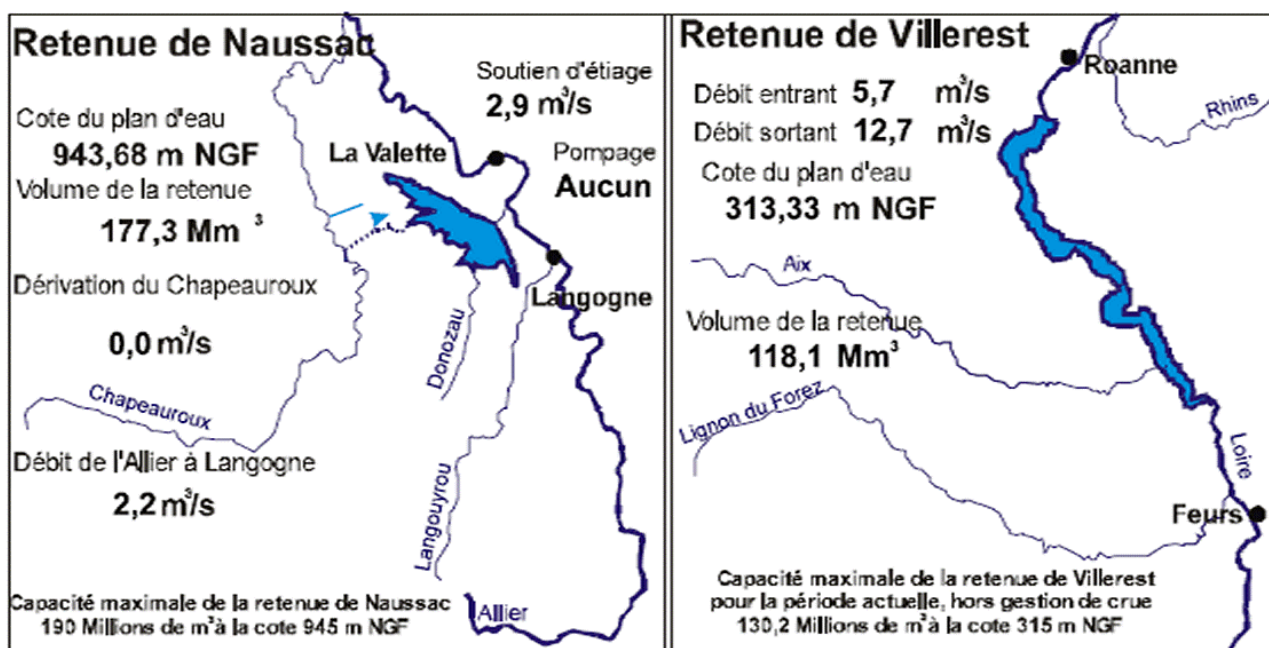 Retenue de Naussac
Soutien d'étiage
2,9 m³/s
Cote du plan d'eau
943,68 m NGF
La Valette
Pompage
Aucun
Volume de la retenue
177,3 Mm ³
Dérivation du Chapeauroux
Langogne
0,0 m³/s
Donozau
Chapeauroux
Débit de l'Allier à Langogne
2,2 m³/s
Langouyrou
Capacité maximale de la retenue de Naussac
190 Millions de m³ à la cote 945 m NGF
Allier
Retenue de Villerest
Roanne
Débit entrant 5,7 m³/s
Rhins
Débit sortant 12,7 m³/s
Cote du plan d'eau
313,33 m NGF
Aix
Volume de la retenue
118,1 Mm³
Lignon du Forez
Loire
Feurs
Capacité maximale de la retenue de Villerest
pour la période actuelle, hors gestion de crue
130,2 Millions de m³ à la cote 315 m NGF